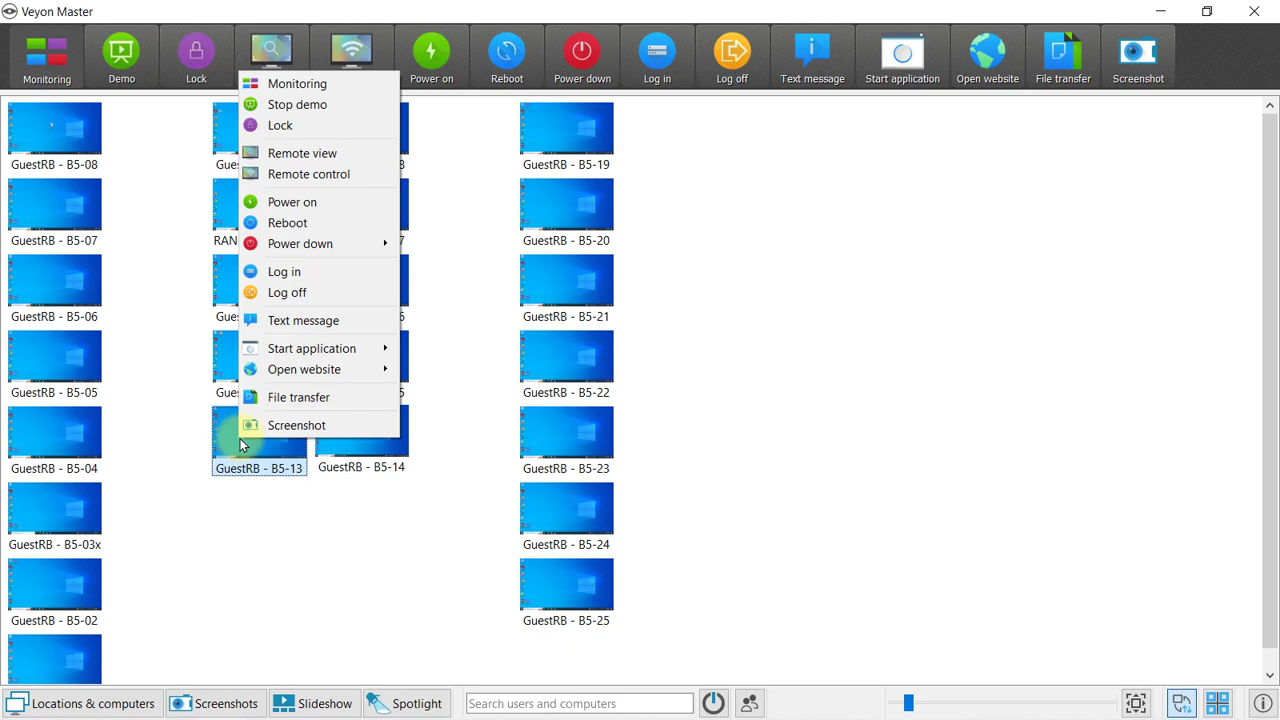 Veyon Master
Monitoring
Demo
Lock
Power on
Reboot
Power down
Log in
Log off
Text message
Start application
Open website
File transfer
Screenshot
Monitoring
Stop demo
Lock
Remote view
Remote control
Power on
Reboot
Power down
Log in
Log off
Text message
Start application
Open website
File transfer
Screenshot
GuestRB - B5-08
GuestRB - B5-07
GuestRB - B5-06
GuestRB - B5-05
GuestRB - B5-04
GuestRB - B5-03x
GuestRB - B5-02
GuestRB - B5-13
GuestRB - B5-14
GuestRB - B5-19
GuestRB - B5-20
GuestRB - B5-21
GuestRB - B5-22
GuestRB - B5-23
GuestRB - B5-24
GuestRB - B5-25
Locations & computers
Screenshots
Slideshow
Spotlight
Search users and computers